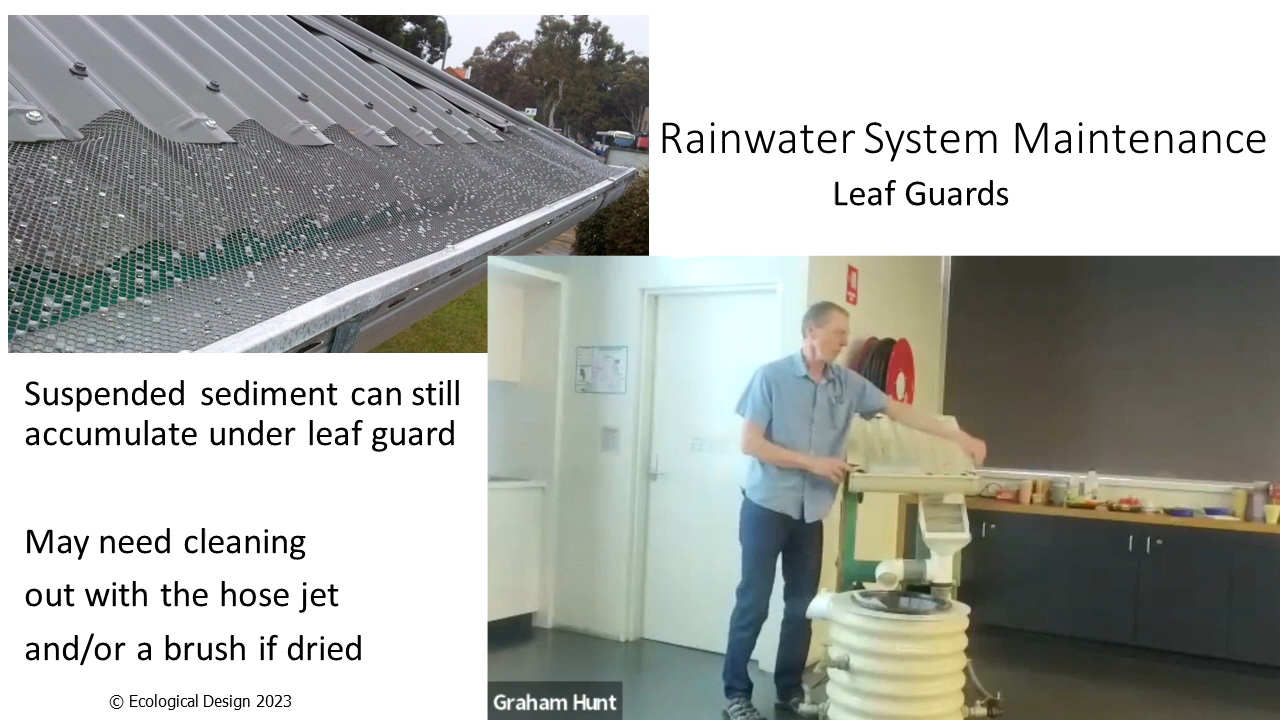 Rainwater System Maintenance
Leaf Guards
Suspended sediment can still
accumulate under leaf guard
May need cleaning
out with the hose jet
and/or a brush if dried
© Ecological Design 2023
Graham Hunt